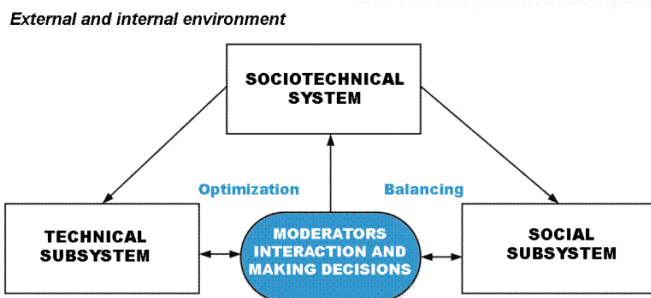 External and internal environment
SOCIOTECHNICAL
SYSTEM
Optimization
Balancing
TECHNICAL
SUBSYSTEM
MODERATORS
INTERACTION AND
MAKING DECISIONS
SOCIAL
SUBSYSTEM